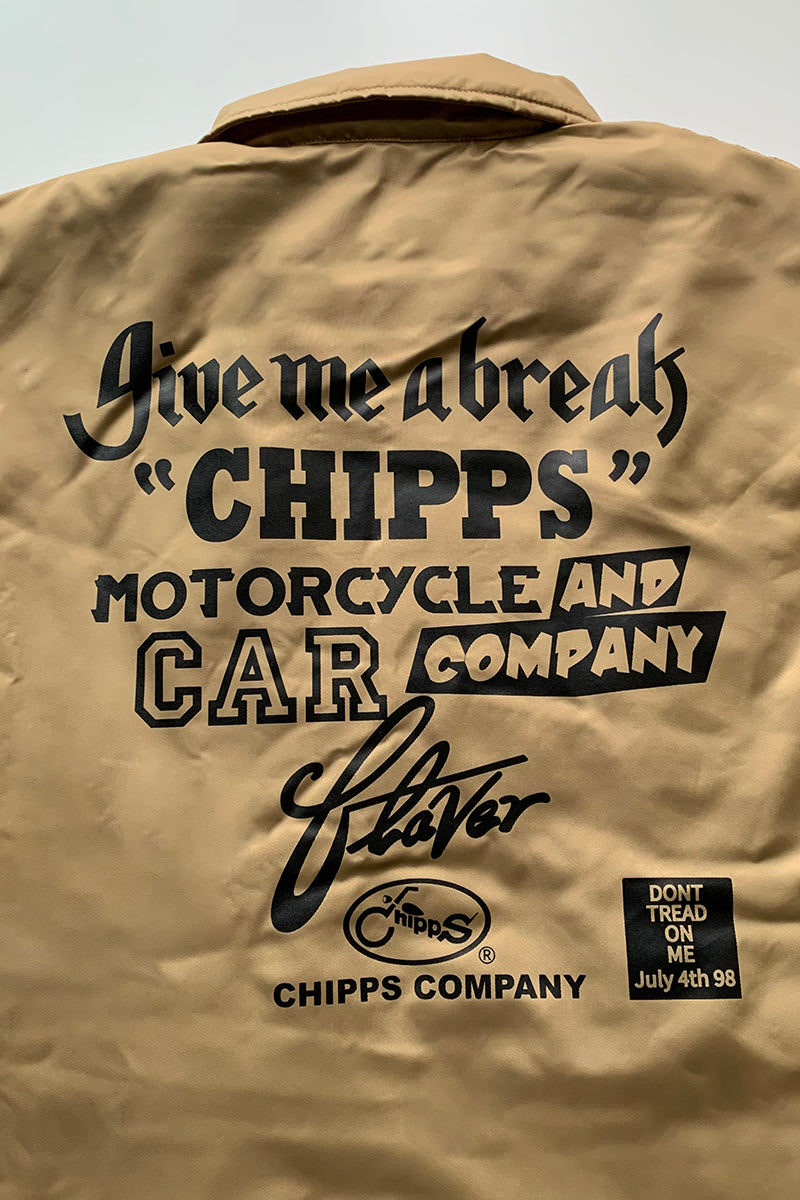 give me a break
“CHIPPS”
MOTORCYCLE AND
CAR COMPANY
Flaver
ChippS
®
CHIPPS COMPANY
DONT
TREAD
ON
ME
July 4th 98